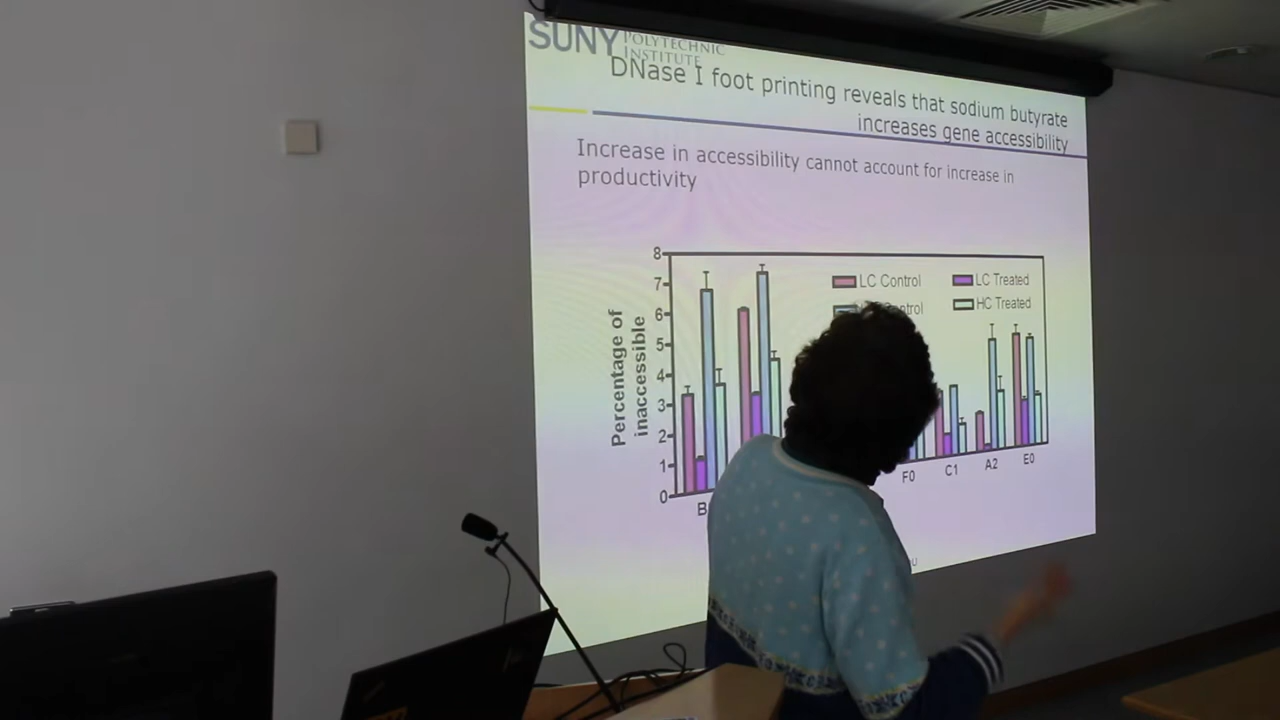 SUNY POLYTECHNIC
INSTITUTE
DNase I foot printing reveals that sodium butyrate
increases gene accessibility
Increase in accessibility cannot account for increase in
productivity
8
7
6
5
4
3
2
1
0
Percentage of
inaccessible
LC Control
LC Treated
HC Treated
F0
C1
A2
E0